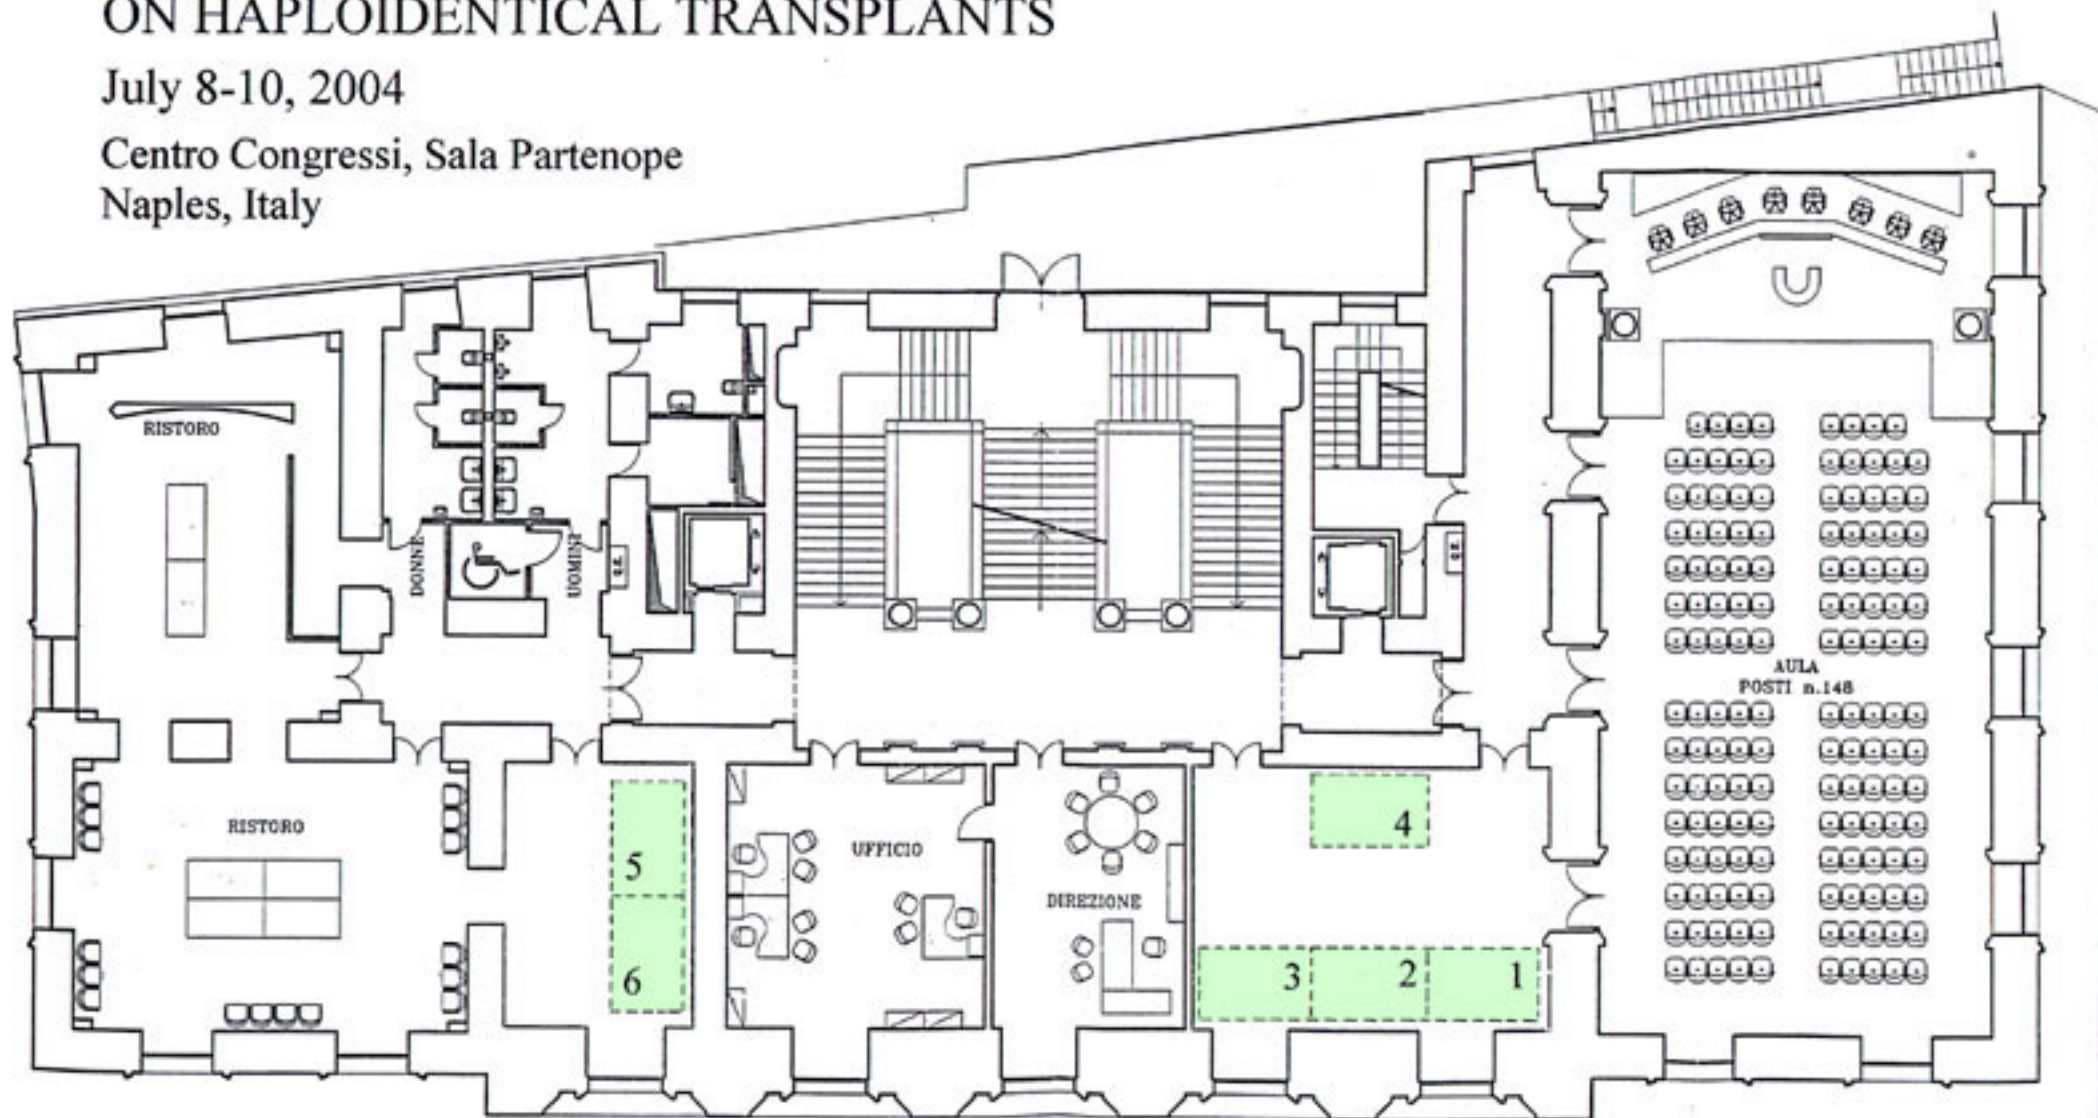 ON HAPLOIDENTICAL TRANSPLANTS
July 8-10, 2004
Centro Congressi, Sala Partenope
Naples, Italy
RISTORO
DONNE
UOMINI
AULA
POSTI n.148
RISTORO
5
6
UFFICIO
DIREZIONE
4
3
2
1